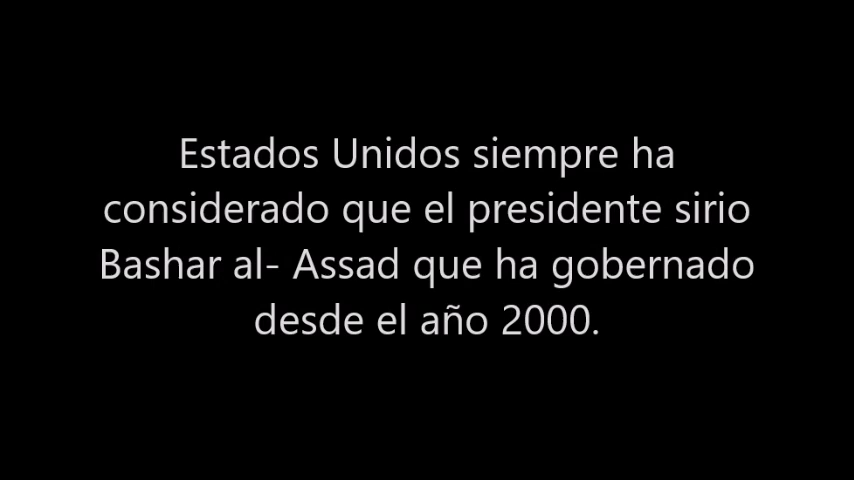 Estados Unidos siempre ha
considerado que el presidente sirio
Bashar al- Assad que ha gobernado
desde el año 2000.